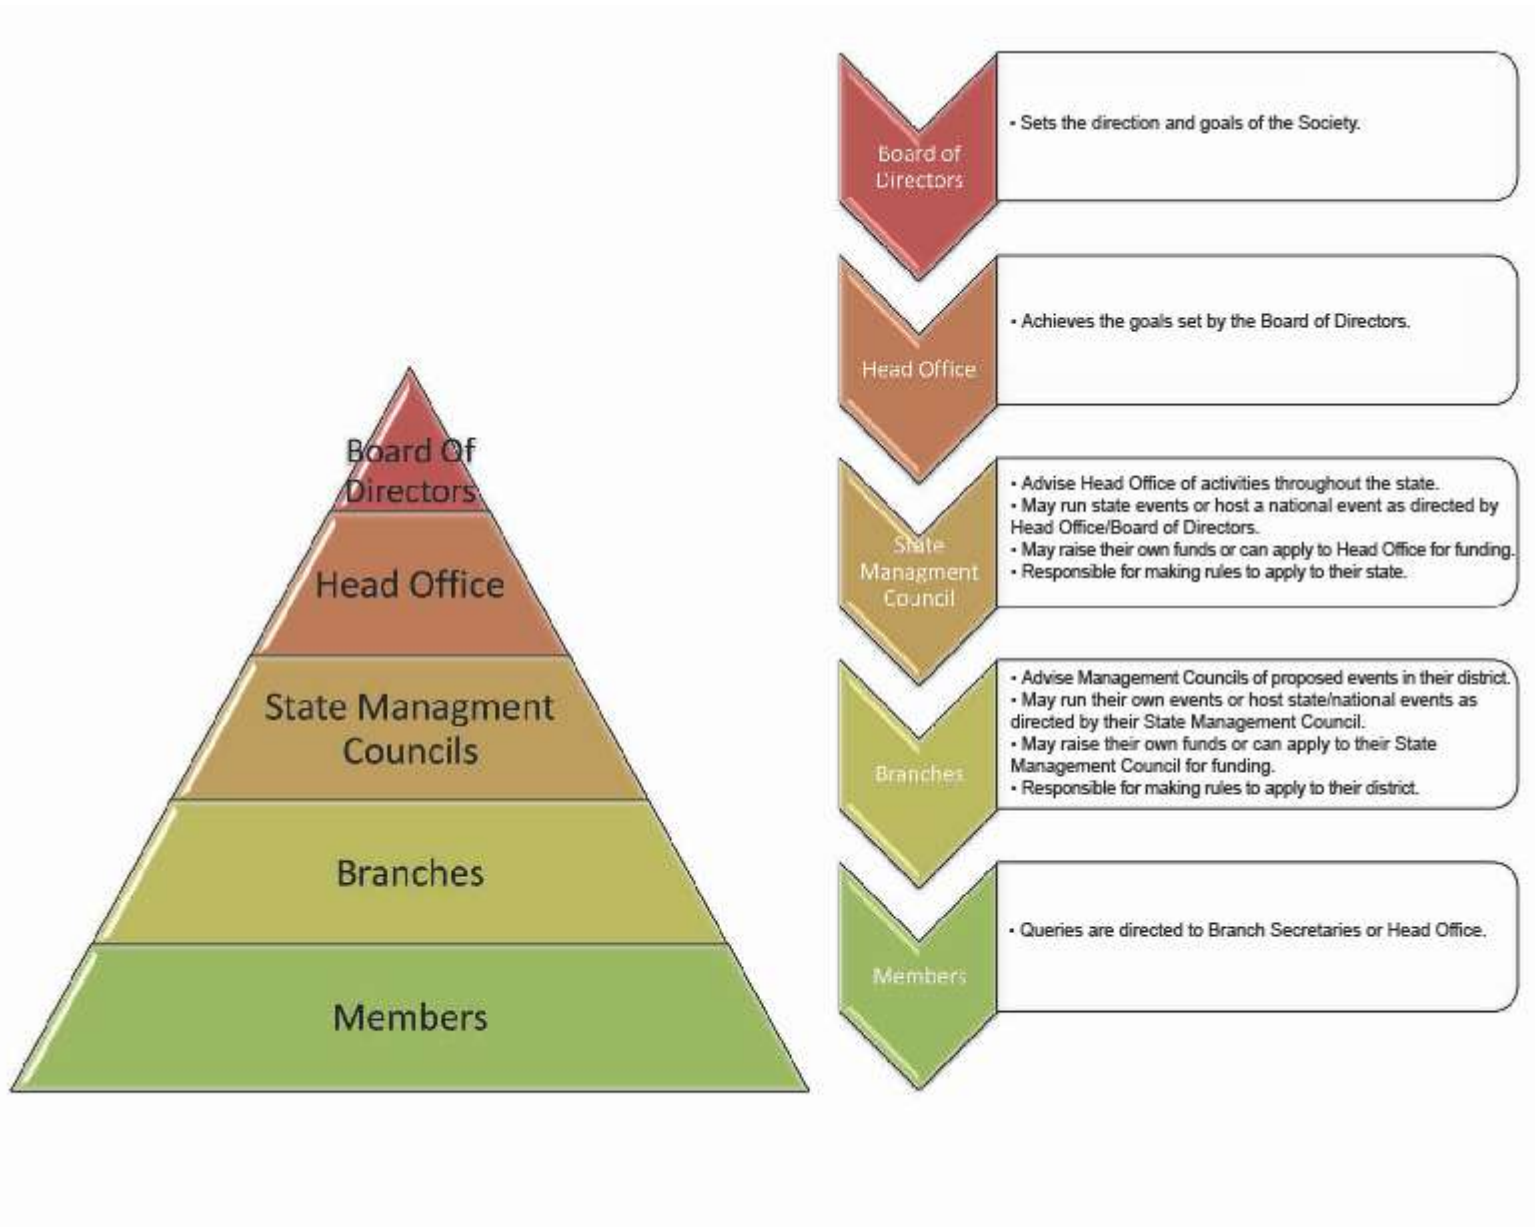 Board Of
Directors
Head Office
State Managment
Councils
Branches
Members
Board of
Directors
• Sets the direction and goals of the Society.
Head Office
• Achieves the goals set by the Board of Directors.
State
Managment
Council
• Advise Head Office of activities throughout the state.
• May run state events or host a national event as directed by
Head Office/Board of Directors.
• May raise their own funds or can apply to Head Office for funding.
• Responsible for making rules to apply to their state.
Branches
• Advise Management Councils of proposed events in their district.
• May run their own events or host state/national events as
directed by their State Management Council.
• May raise their own funds or can apply to their State
Management Council for funding.
• Responsible for making rules to apply to their district.
Members
• Queries are directed to Branch Secretaries or Head Office.